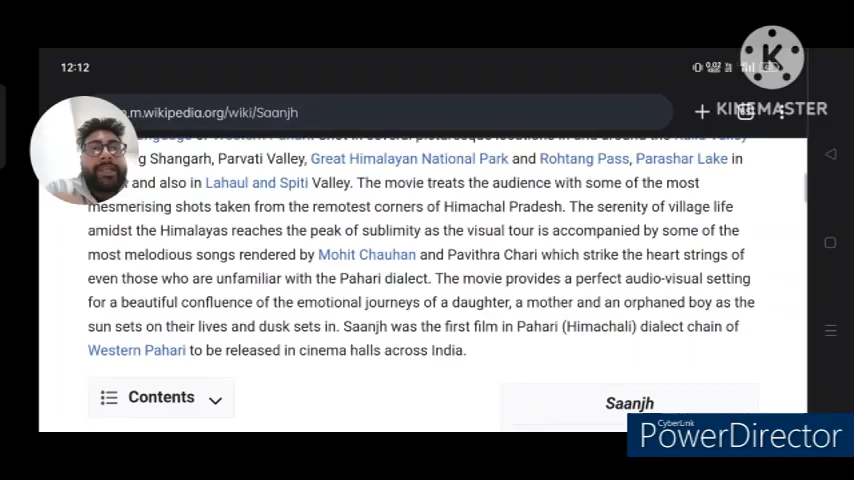 12:12
KINEMASTER
m.wikipedia.org/wiki/Saanjh
g Shangarh, Parvati Valley, Great Himalayan National Park and Rohtang Pass, Parashar Lake in
and also in Lahaul and Spiti Valley. The movie treats the audience with some of the most
mesmerising shots taken from the remotest corners of Himachal Pradesh. The serenity of village life
amidst the Himalayas reaches the peak of sublimity as the visual tour is accompanied by some of the
most melodious songs rendered by Mohit Chauhan and Pavithra Chari which strike the heart strings of
even those who are unfamiliar with the Pahari dialect. The movie provides a perfect audio-visual setting
for a beautiful confluence of the emotional journeys of a daughter, a mother and an orphaned boy as the
sun sets on their lives and dusk sets in. Saanjh was the first film in Pahari (Himachali) dialect chain of
Western Pahari to be released in cinema halls across India.
Contents
Saanjh
CyberLink
PowerDirector